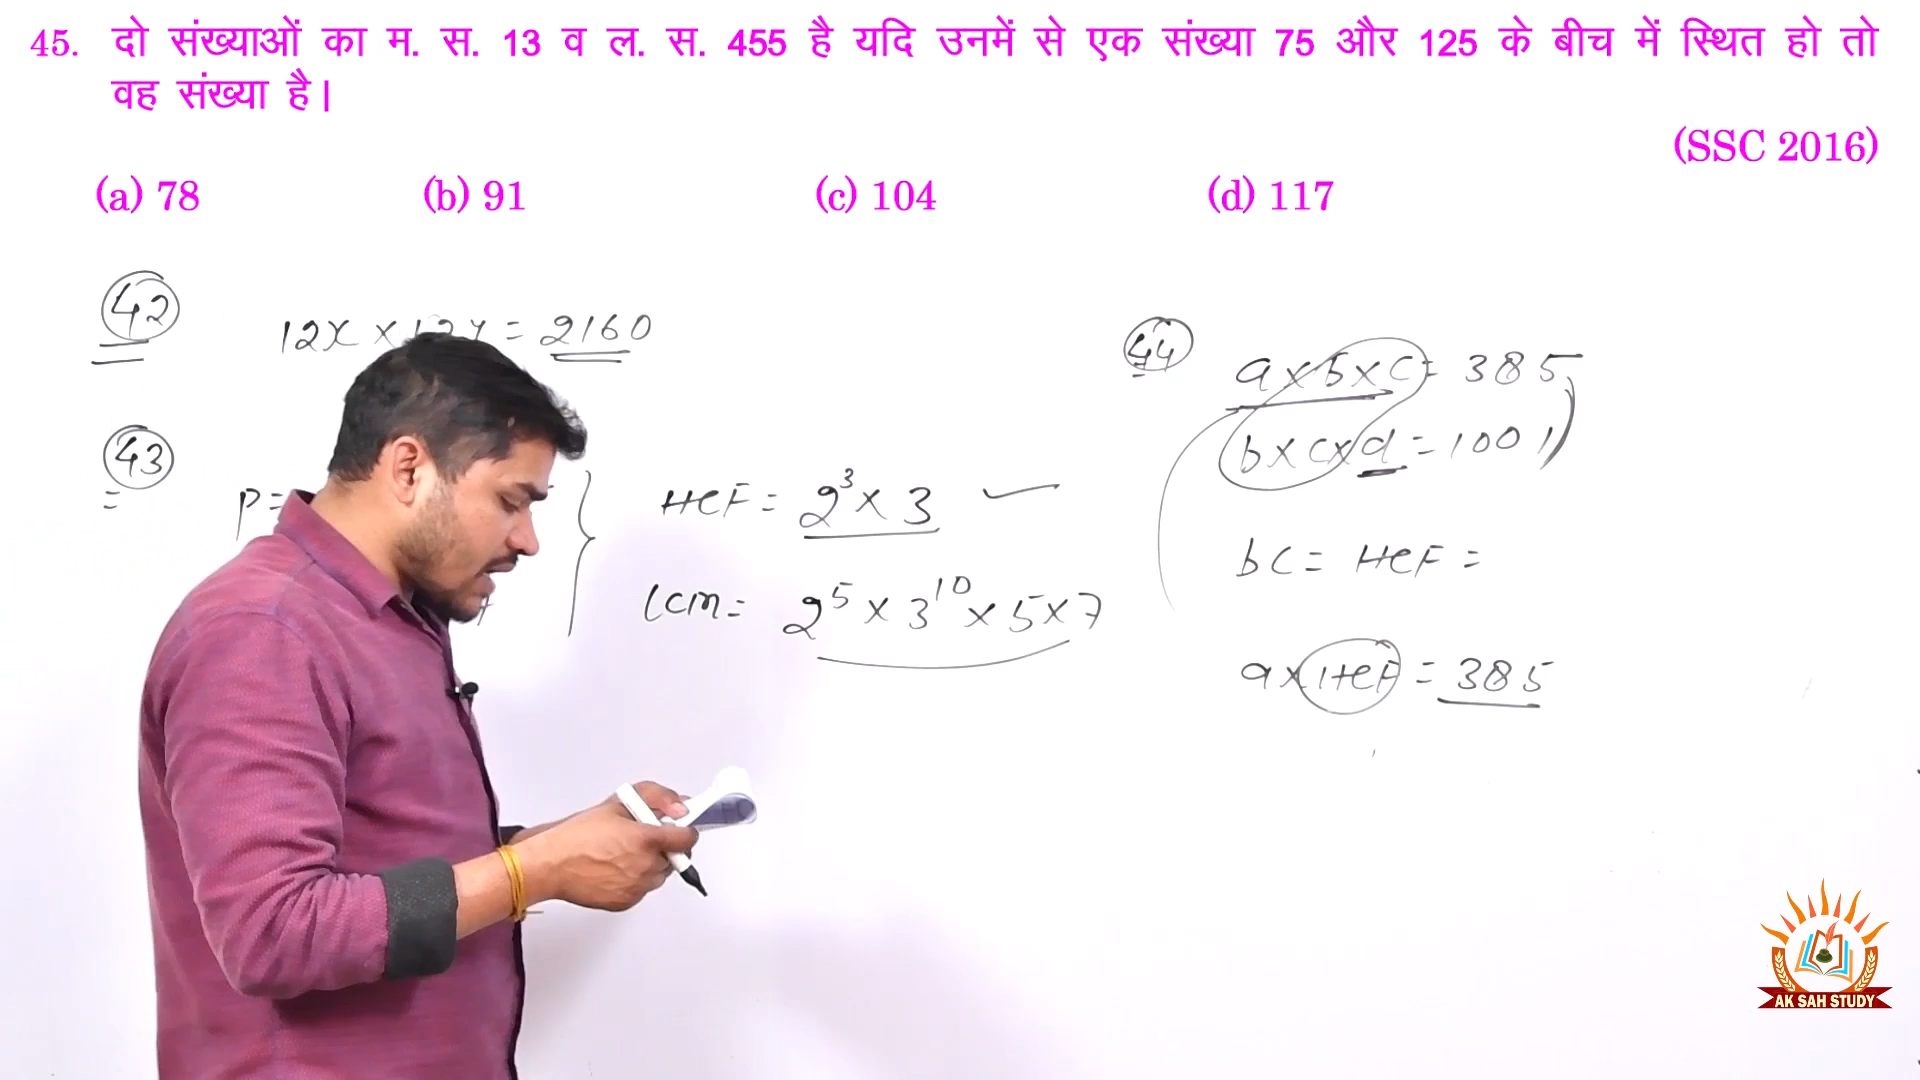 45. दो संख्याओं का म. स. 13 व ल. स. 455 है यदि उनमें से एक संख्या 75 और 125 के बीच में स्थित हो तो
वह संख्या है।
(SSC 2016)
(a) 78 (b) 91 (c) 104 (d) 117
42
12x × 12y = 2160
43
P=
HCF = 2³ × 3
LCM = 2⁵ × 3¹⁰ × 5 × 7
44
a × b × c = 385
b × c × d = 1001
bc = HCF =
a × HCF = 385
AK SAH STUDY